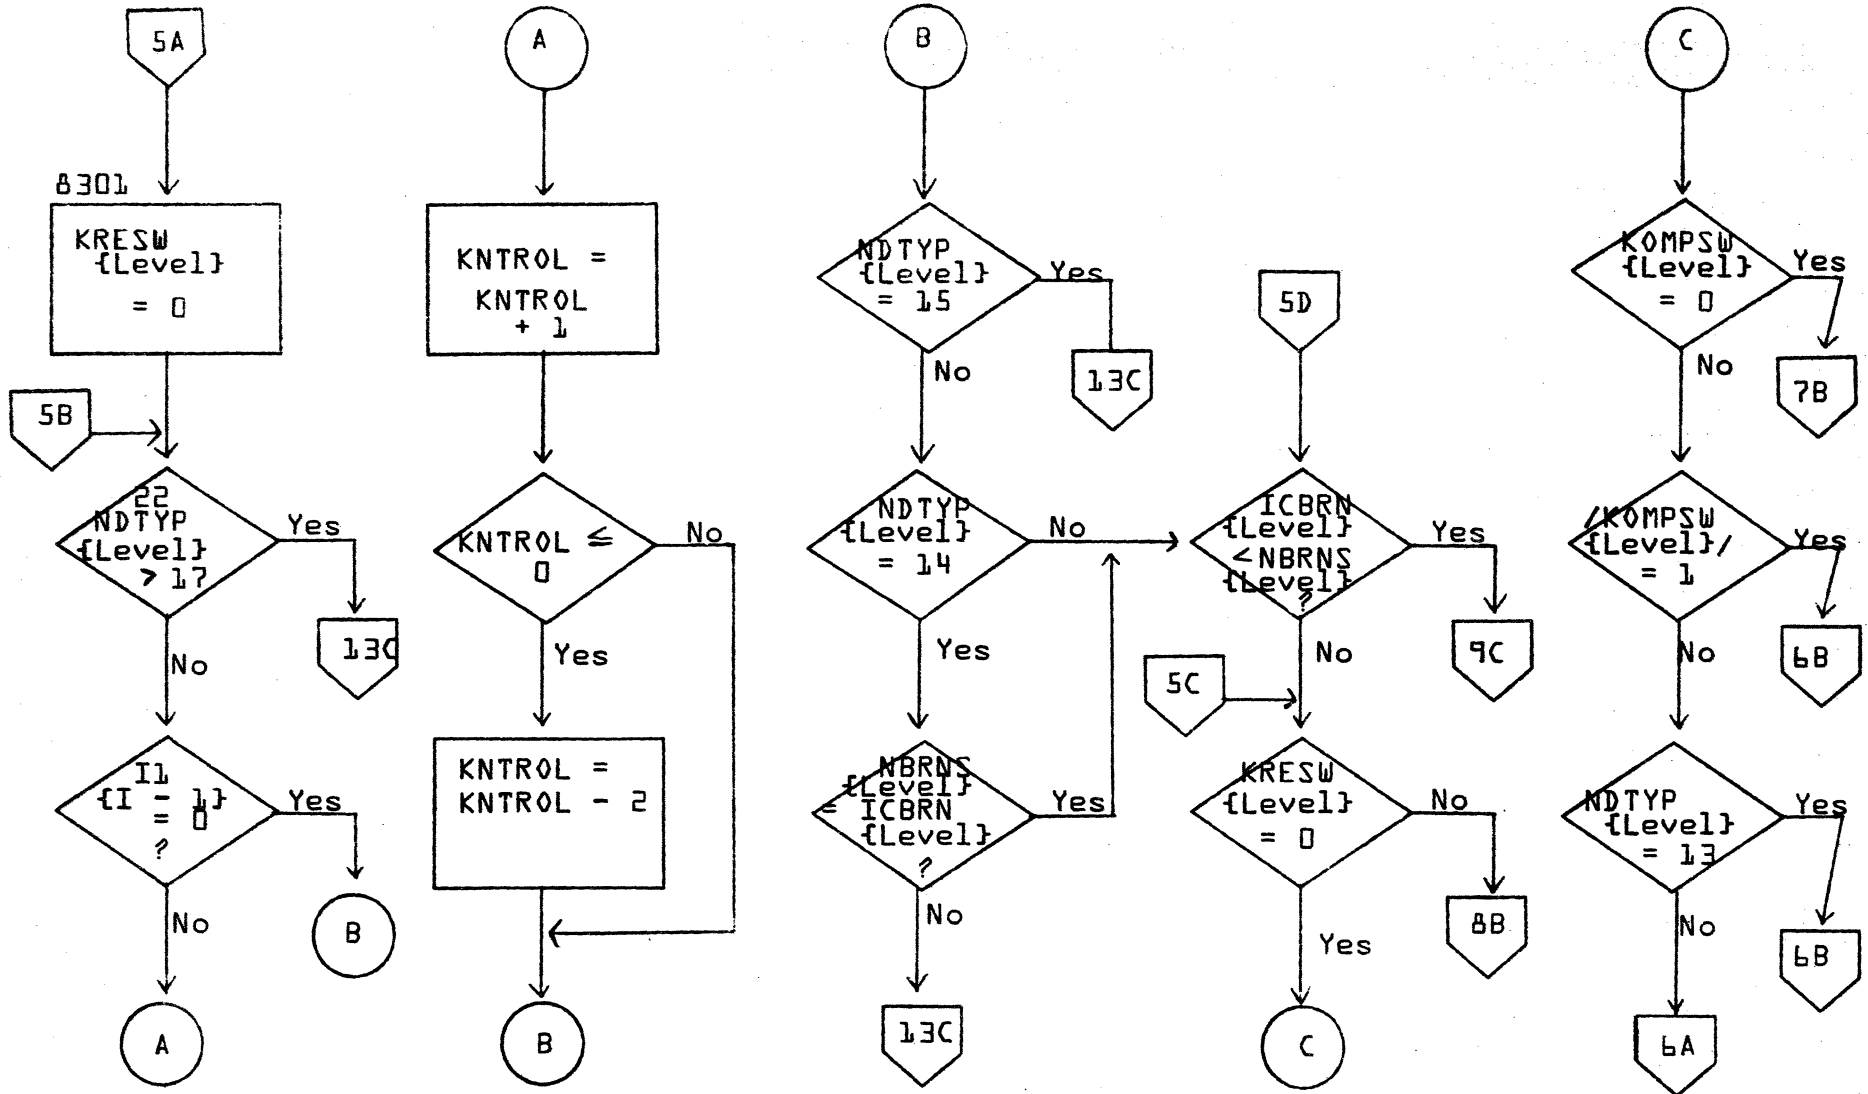 5A
8301
KRESW
{Level}
= 0
5B
22
NDTYP
{Level}
> 17
Yes
13C
No
I1
{I - 1}
= 0
?
Yes
B
No
A
A
KNTROL =
KNTROL
+ 1
KNTROL ≤
0
No
Yes
KNTROL =
KNTROL - 2
B
B
NDTYP
{Level}
= 15
Yes
13C
No
NDTYP
{Level}
= 14
No
Yes
NBRNS
{Level}
= ICBRN
{Level}
?
Yes
No
13C
5D
ICBRN
{Level}
<NBRNS
{Level}
?
Yes
9C
No
5C
KRESW
{Level}
= 0
No
8B
Yes
C
C
KOMPSW
{Level}
= 0
Yes
7B
No
/KOMPSW
{Level}/
= 1
Yes
6B
No
NDTYP
{Level}
= 13
Yes
6B
No
6A